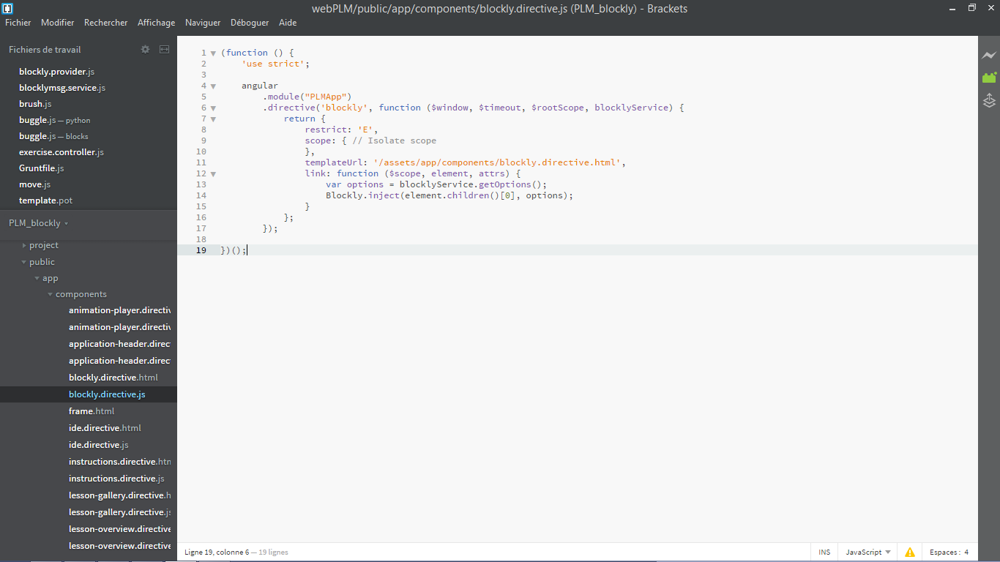 webPLM/public/app/components/blockly.directive.js (PLM_blockly) - Brackets
Fichier Modifier Rechercher Affichage Naviguer Déboguer Aide
Fichiers de travail
blockly.provider.js
blocklymsg.service.js
brush.js
buggle.js — python
buggle.js — blocks
exercise.controller.js
Gruntfile.js
move.js
template.pot
PLM_blockly
project
public
app
components
animation-player.directiv
animation-player.directiv
application-header.direc
application-header.direc
blockly.directive.html
blockly.directive.js
frame.html
ide.directive.html
ide.directive.js
instructions.directive.htn
instructions.directive.js
lesson-gallery.directive.h
lesson-gallery.directive.js
lesson-overview.directive
lesson-overview.directive
1 (function () {
2     'use strict';
3
4     angular
5         .module("PLMApp")
6         .directive('blockly', function ($window, $timeout, $rootScope, blocklyService) {
7             return {
8                 restrict: 'E',
9                 scope: { // Isolate scope
10                 },
11                 templateUrl: '/assets/app/components/blockly.directive.html',
12                 link: function ($scope, element, attrs) {
13                     var options = blocklyService.getOptions();
14                     Blockly.inject(element.children()[0], options);
15                 }
16             };
17         });
18
19 })();
Ligne 19, colonne 6 — 19 lignes
INS JavaScript Espaces : 4